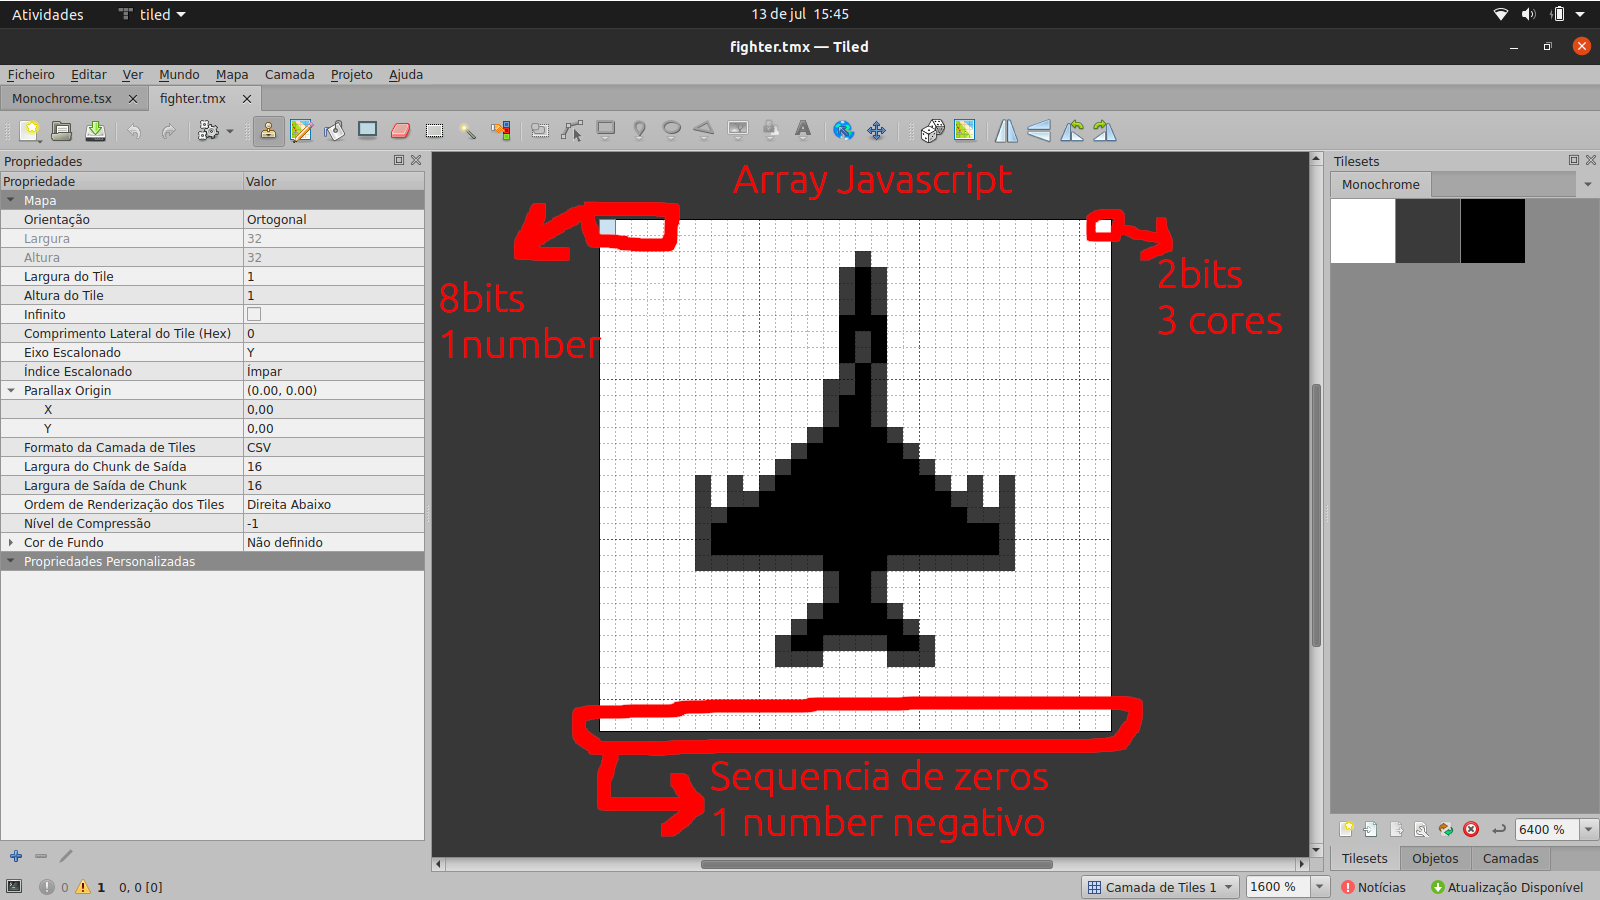 Atividades
tiled
13 de jul 15:45
fighter.tmx — Tiled
Ficheiro Editar Ver Mundo Mapa Camada Projeto Ajuda
Monochrome.tsx
fighter.tmx
Propriedades
Propriedade Valor
Mapa
Orientação Ortogonal
Largura 32
Altura 32
Largura do Tile 1
Altura do Tile 1
Infinito
Comprimento Lateral do Tile (Hex) 0
Eixo Escalonado Y
Índice Escalonado Ímpar
Parallax Origin (0.00, 0.00)
X 0,00
Y 0,00
Formato da Camada de Tiles CSV
Largura do Chunk de Saída 16
Largura de Saída de Chunk 16
Ordem de Renderização dos Tiles Direita Abaixo
Nível de Compressão -1
Cor de Fundo Não definido
Propriedades Personalizadas
Array Javascript
8bits
1number
2bits
3 cores
Sequencia de zeros
1 number negativo
Tilesets
Monochrome
6400 %
Tilesets Objetos Camadas
0 1 0, 0 [0]
Camada de Tiles 1
1600 %
Notícias
Atualização Disponível